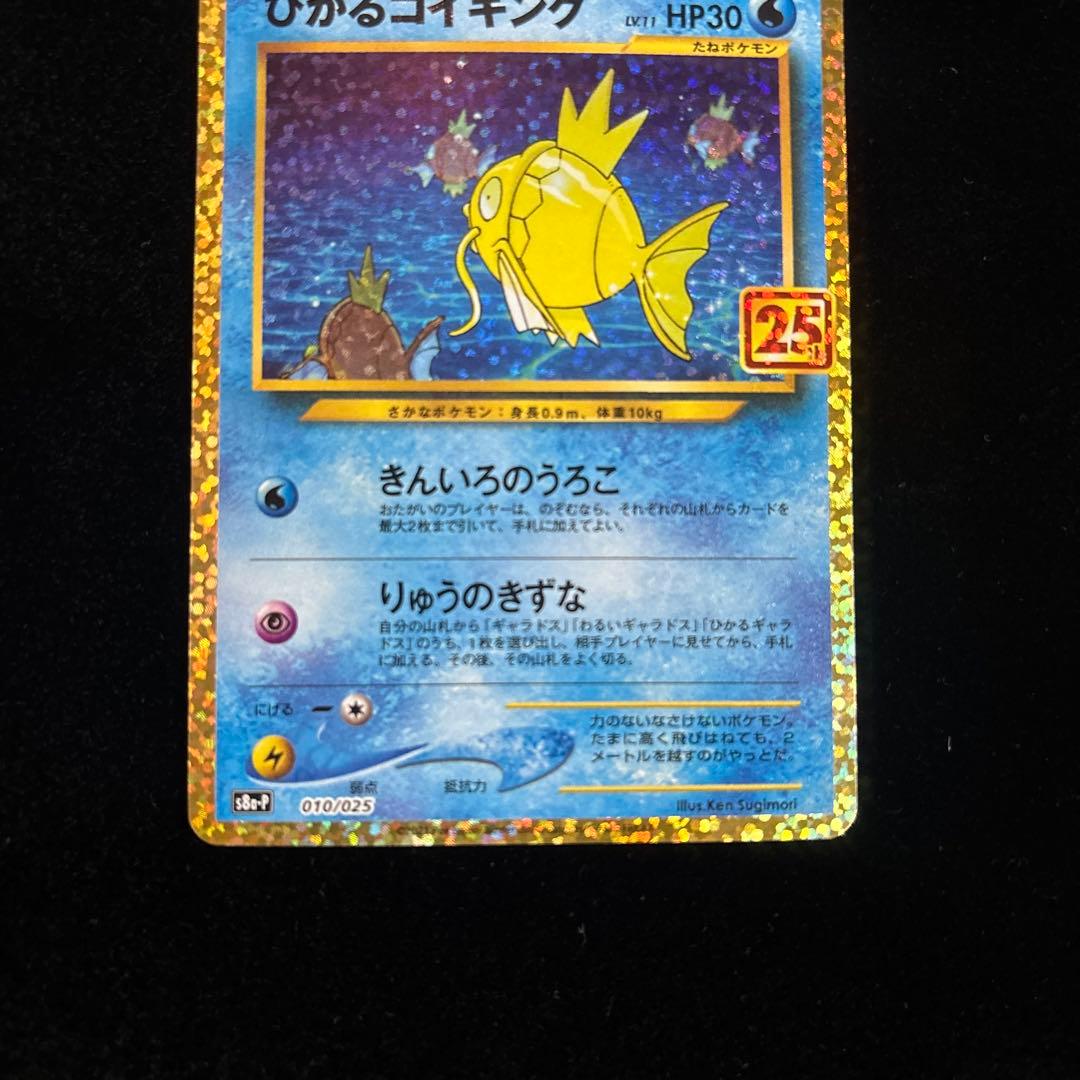 ひかるコイキング LV.11 HP30
たねポケモン
25th
さかなポケモン：身長0.9m、体重10kg
きんいろのうろこ
おたがいのプレイヤーは、のぞむなら、それぞれの山札からカードを
最大2枚まで引いて、手札に加えてよい。
りゅうのきずな
自分の山札から「ギャラドス」「わるいギャラドス」「ひかるギャラ
ドス」のうち、1枚を選び出し、相手プレイヤーに見せてから、手札
に加える。その後、その山札をよく切る。
にげる
力のないなさけないポケモン。
たまに高く飛びはねても、2
メートルを越すのがやっとだ。
弱点 抵抗力
s8a-P 010/025
Illus.Ken Sugimori